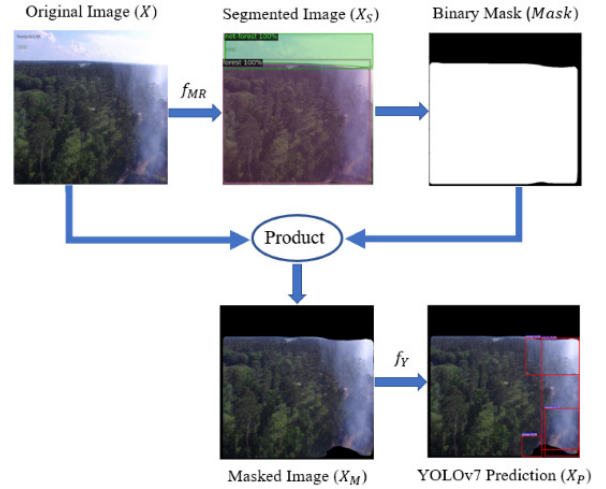 Original Image (X)
Segmented Image (X_S)
Binary Mask (Mask)
not-forest 100%
forest 100%
f_MR
Product
f_Y
Masked Image (X_M)
YOLOv7 Prediction (X_P)